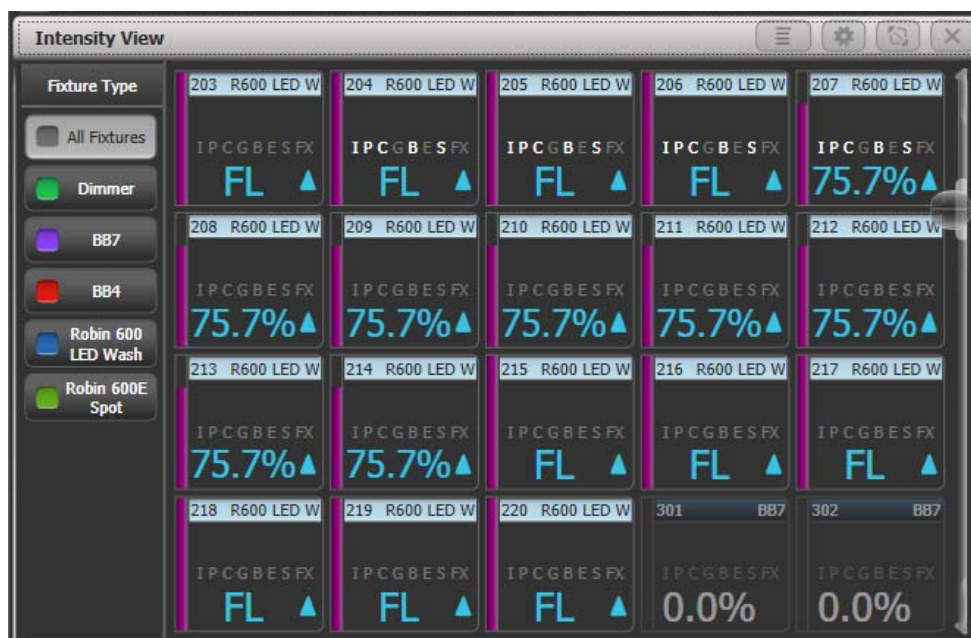 Intensity View
Fixture Type
All Fixtures
Dimmer
BB7
BB4
Robin 600
LED Wash
Robin 600E
Spot
203 R600 LED W
IPCGBESFX
FL
204 R600 LED W
IPCGBESFX
FL
205 R600 LED W
IPCGBESFX
FL
206 R600 LED W
IPCGBESFX
FL
207 R600 LED W
IPCGBESFX
75.7%
208 R600 LED W
IPCGBESFX
75.7%
209 R600 LED W
IPCGBESFX
75.7%
210 R600 LED W
IPCGBESFX
75.7%
211 R600 LED W
IPCGBESFX
75.7%
212 R600 LED W
IPCGBESFX
75.7%
213 R600 LED W
IPCGBESFX
75.7%
214 R600 LED W
IPCGBESFX
75.7%
215 R600 LED W
IPCGBESFX
FL
216 R600 LED W
IPCGBESFX
FL
217 R600 LED W
IPCGBESFX
FL
218 R600 LED W
IPCGBESFX
FL
219 R600 LED W
IPCGBESFX
FL
220 R600 LED W
IPCGBESFX
FL
301 BB7
IPCGBESFX
0.0%
302 BB7
IPCGBESFX
0.0%